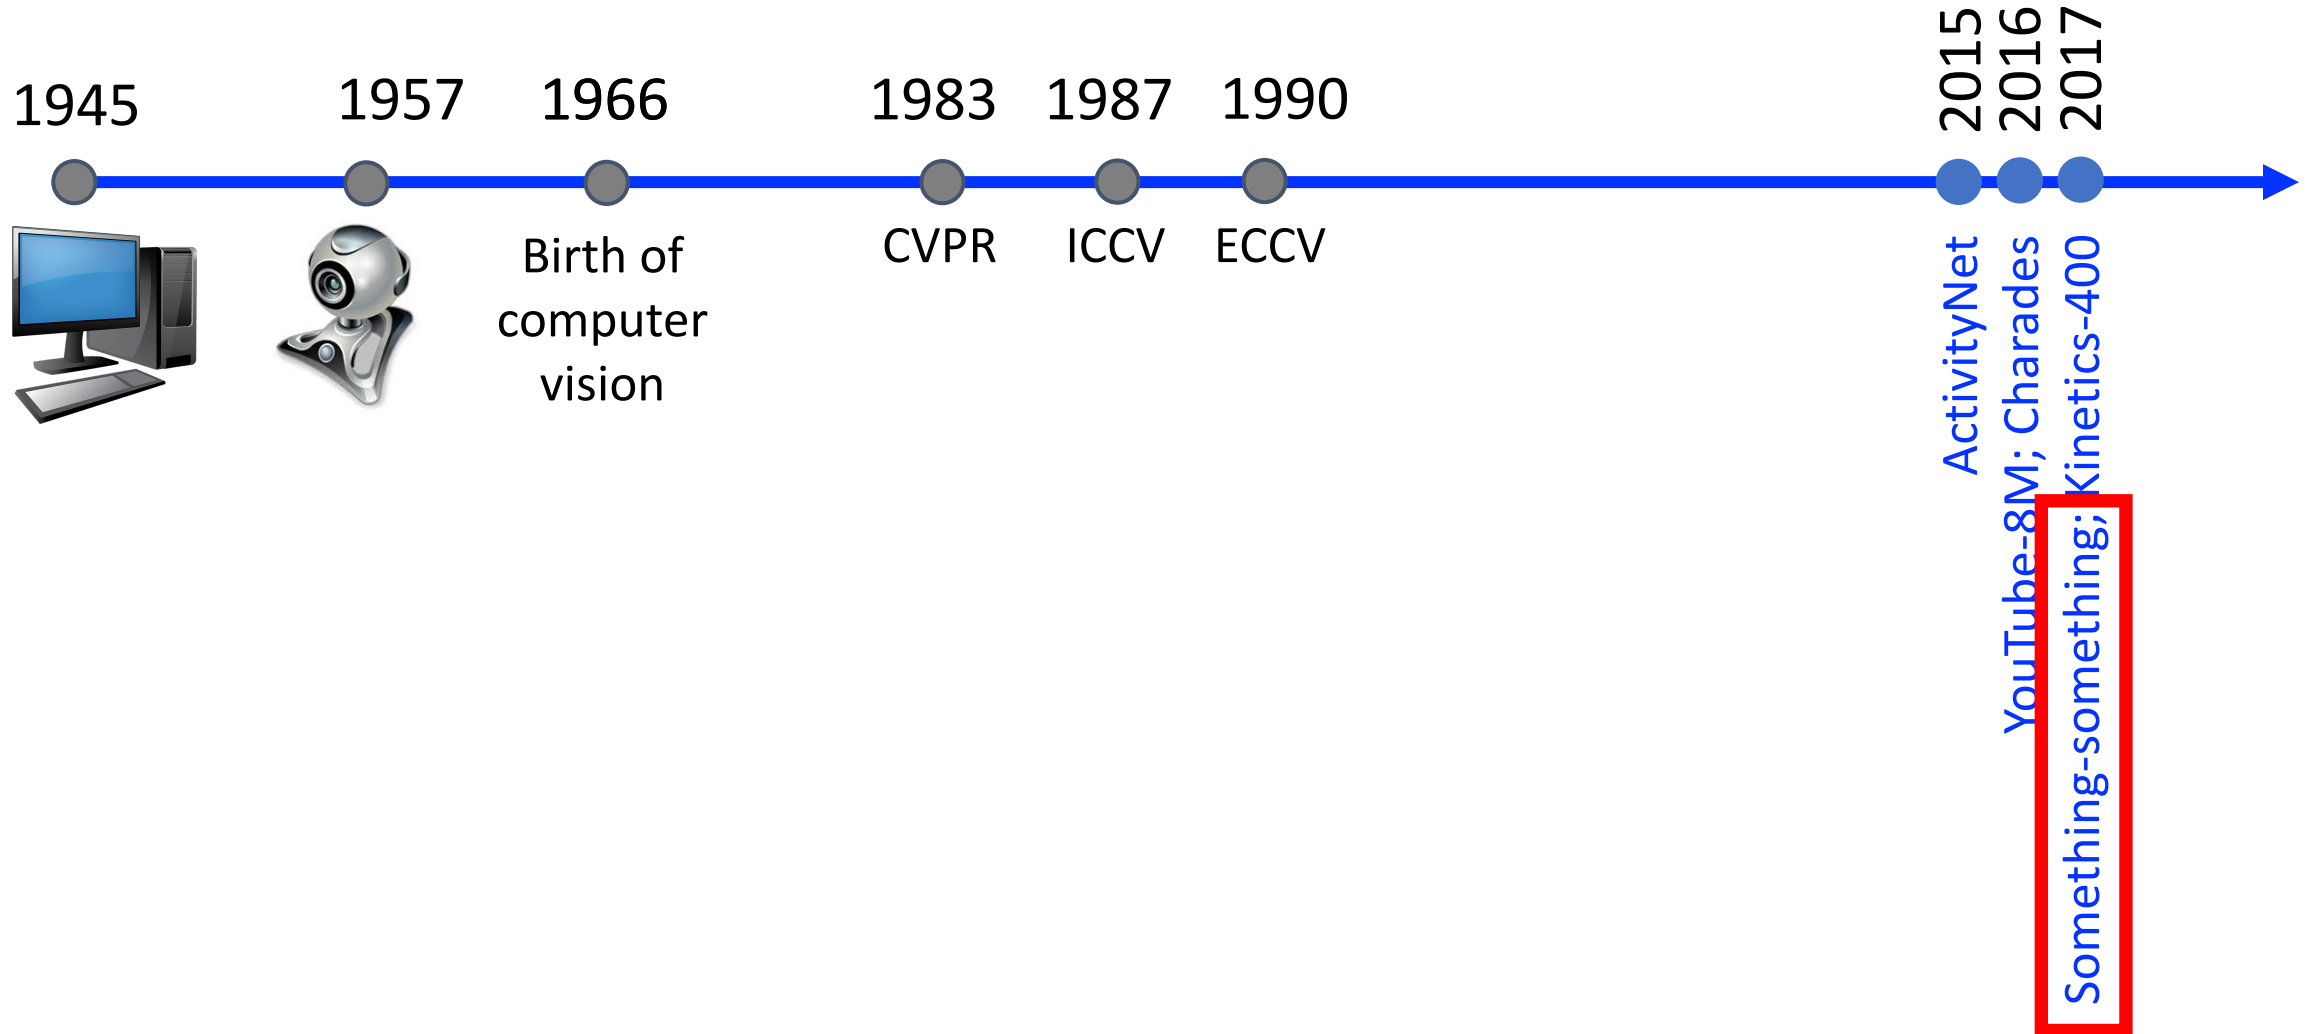 1945
1957
1966
1983
1987
1990
2015
2016
2017
Birth of
computer
vision
CVPR
ICCV
ECCV
ActivityNet
YouTube-8M; Charades
Something-something; Kinetics-400